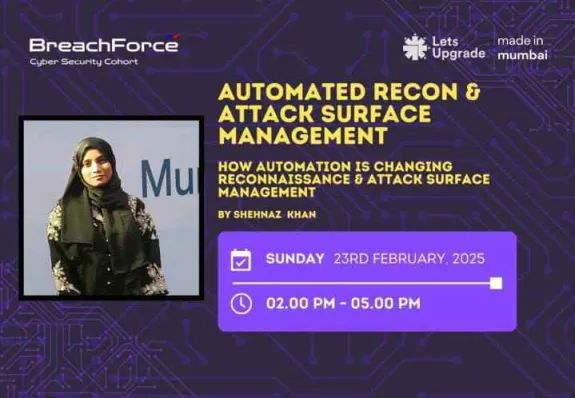 BreachForce
Cyber Security Cohort
Lets
Upgrade
made in
mumbai
AUTOMATED RECON &
ATTACK SURFACE
MANAGEMENT
HOW AUTOMATION IS CHANGING
RECONNAISSANCE & ATTACK SURFACE
MANAGEMENT
BY SHEHNAZ KHAN
Mu
SUNDAY 23RD FEBRUARY, 2025
02.00 PM - 05.00 PM